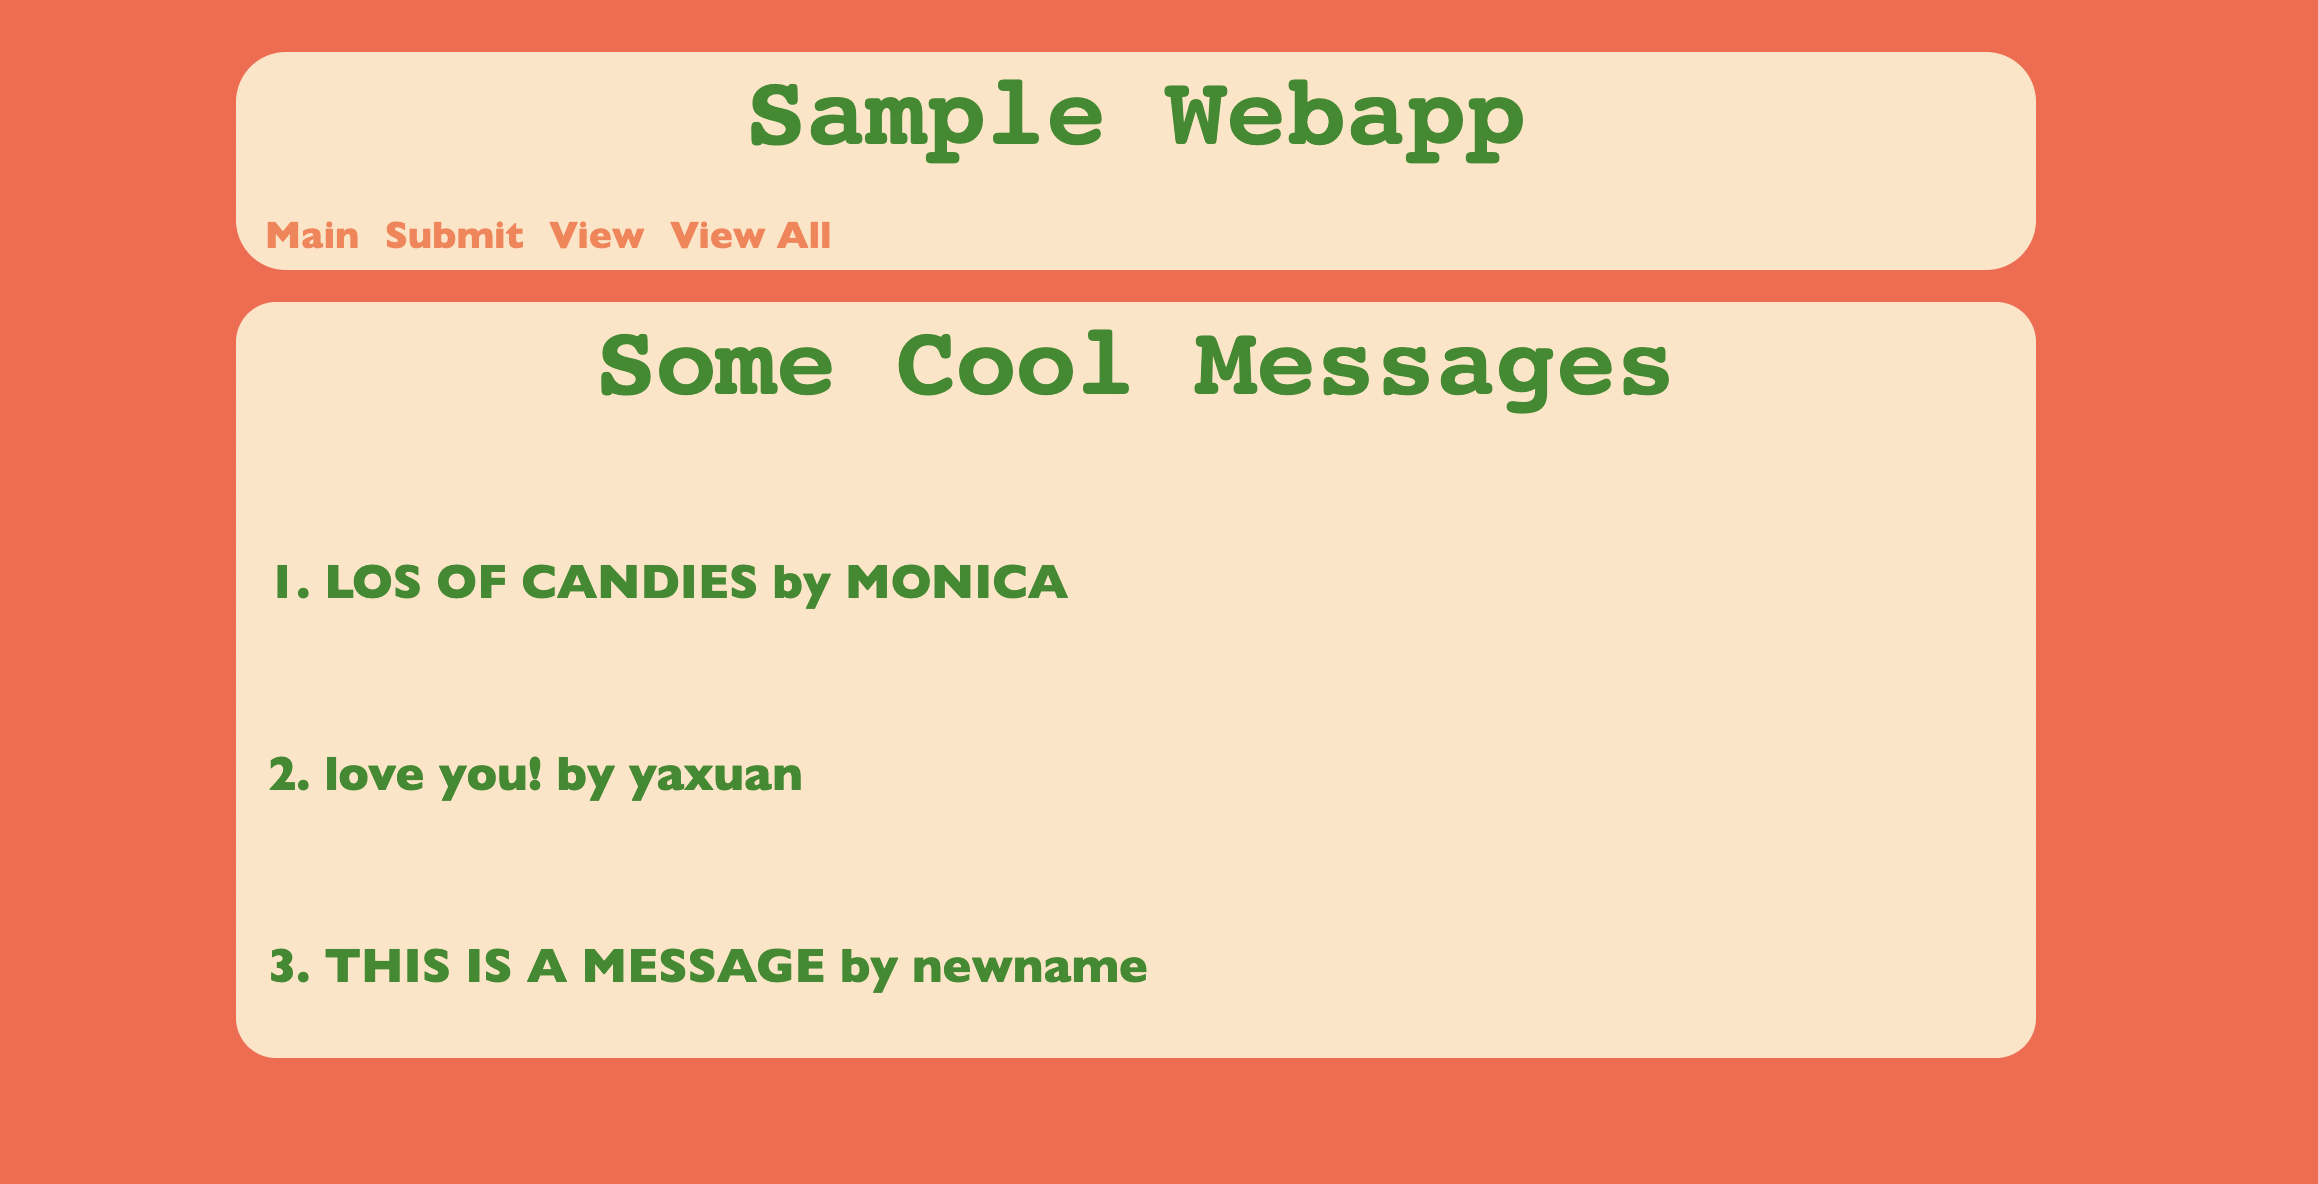 Sample Webapp
Main Submit View View All
Some Cool Messages
1. LOS OF CANDIES by MONICA
2. love you! by yaxuan
3. THIS IS A MESSAGE by newname